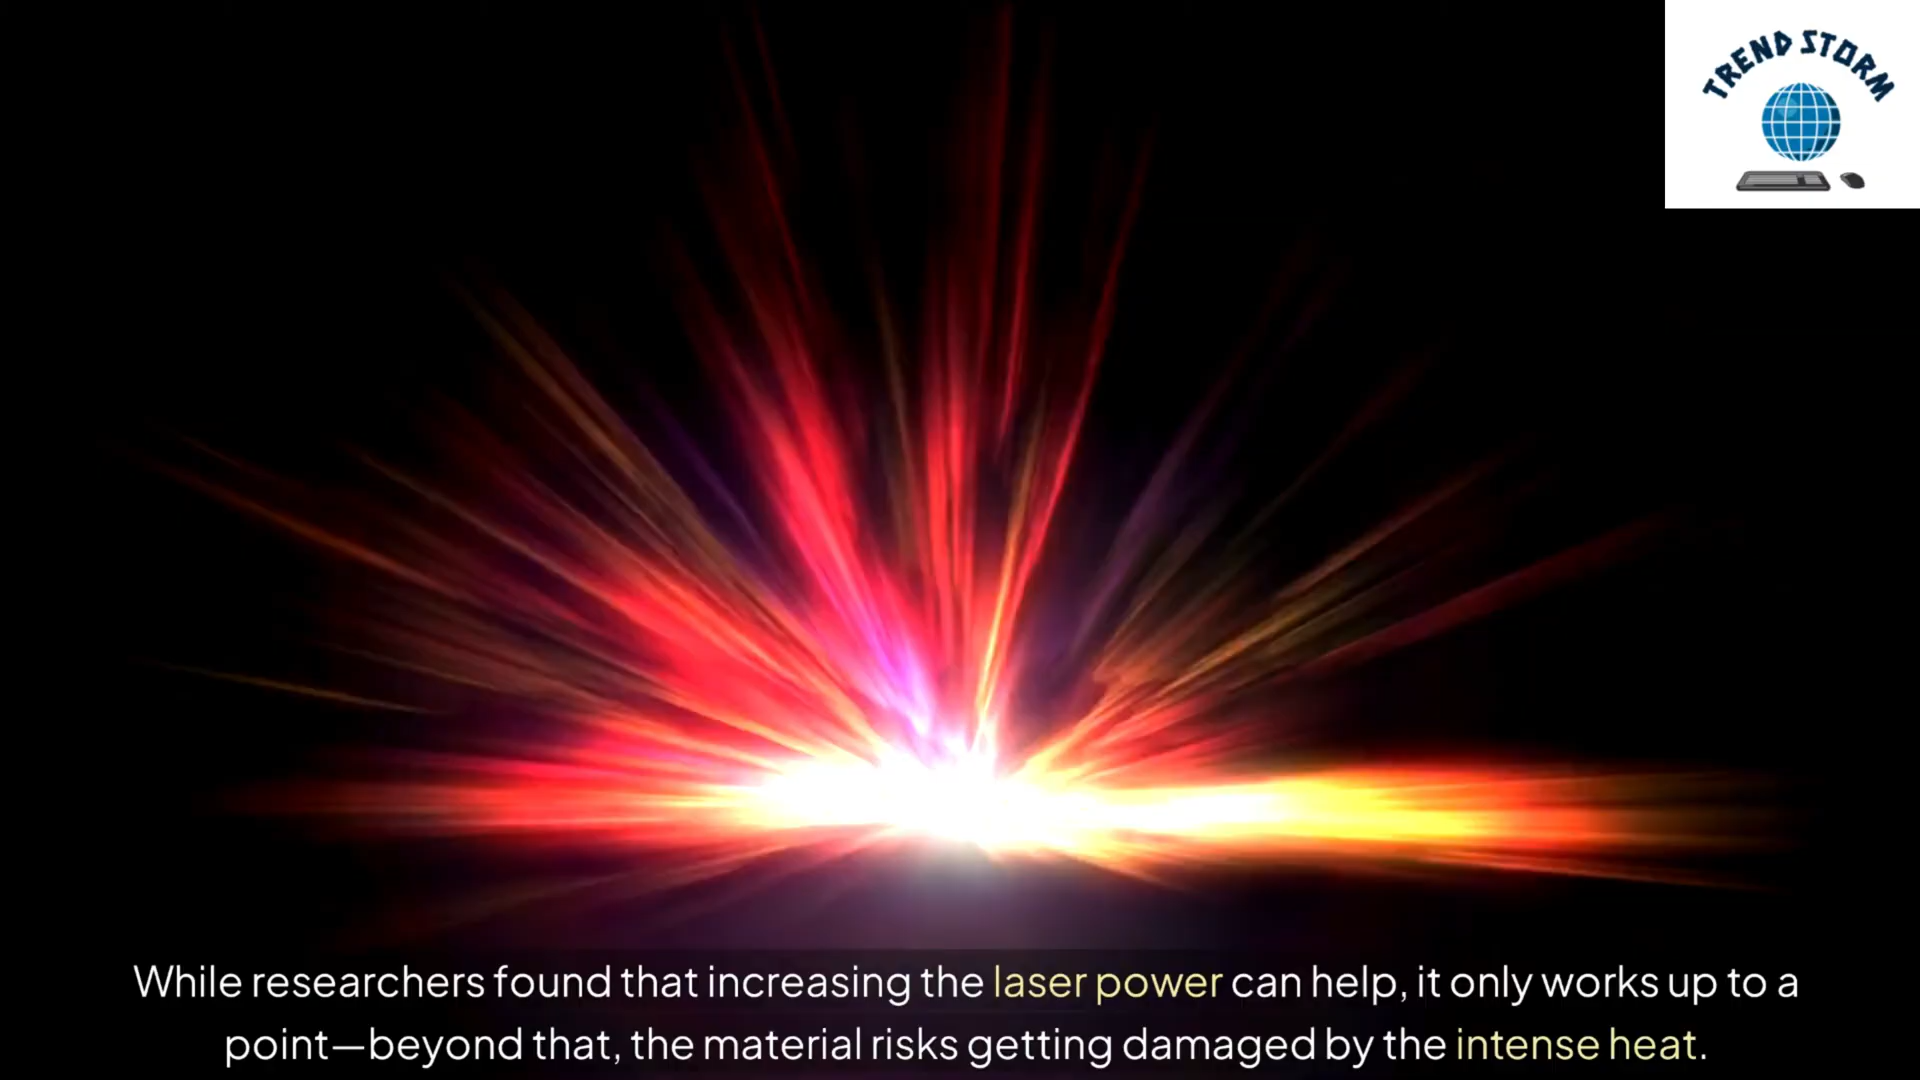 TREND STORM
While researchers found that increasing the laser power can help, it only works up to a
point—beyond that, the material risks getting damaged by the intense heat.